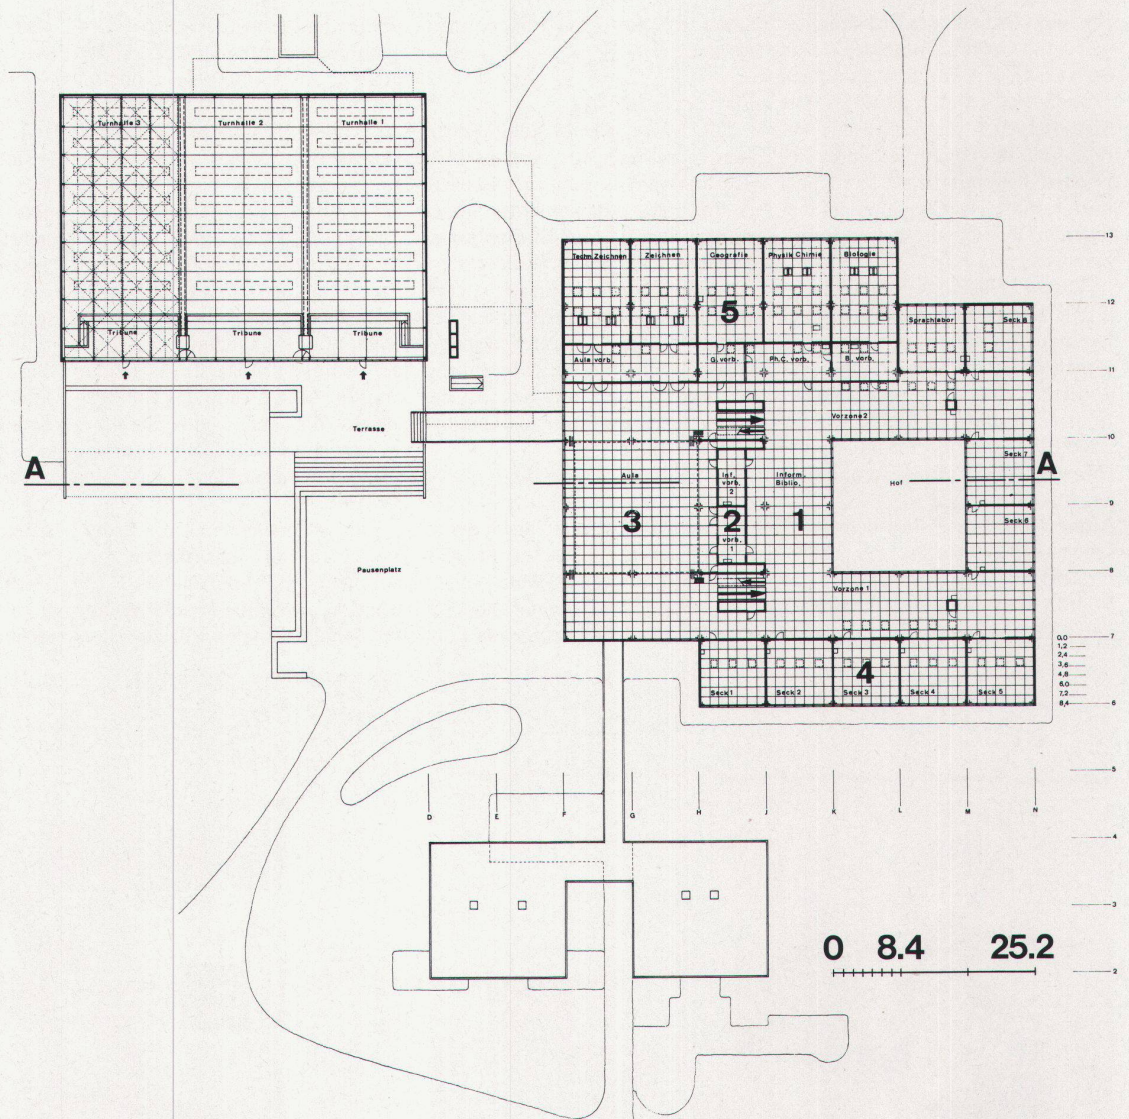 Turnhalle 3
Turnhalle 2
Turnhalle 1
Tribune
Tribune
Tribune
Terrasse
Pausenplatz
A
A
Techn. Zeichnen
Zeichnen
Geografie
Physik Chimie
Biologie
5
Aula vorb.
G. vorb.
Ph.C. vorb.
B. vorb.
Sprachlabor
Seck 8
Vorzone 2
Seck 7
Aula
Inf.
vorb.
2
Inform.
Biblio.
Hof
3
2
1
vorb.
1
Seck 6
Vorzone 1
4
Seck 1
Seck 2
Seck 3
Seck 4
Seck 5
13
12
11
10
9
8
7
6
5
4
3
2
0,0
1,2
2,4
3,6
4,8
6,0
7,2
8,4
D
E
F
G
H
J
K
L
M
N
0 8.4 25.2